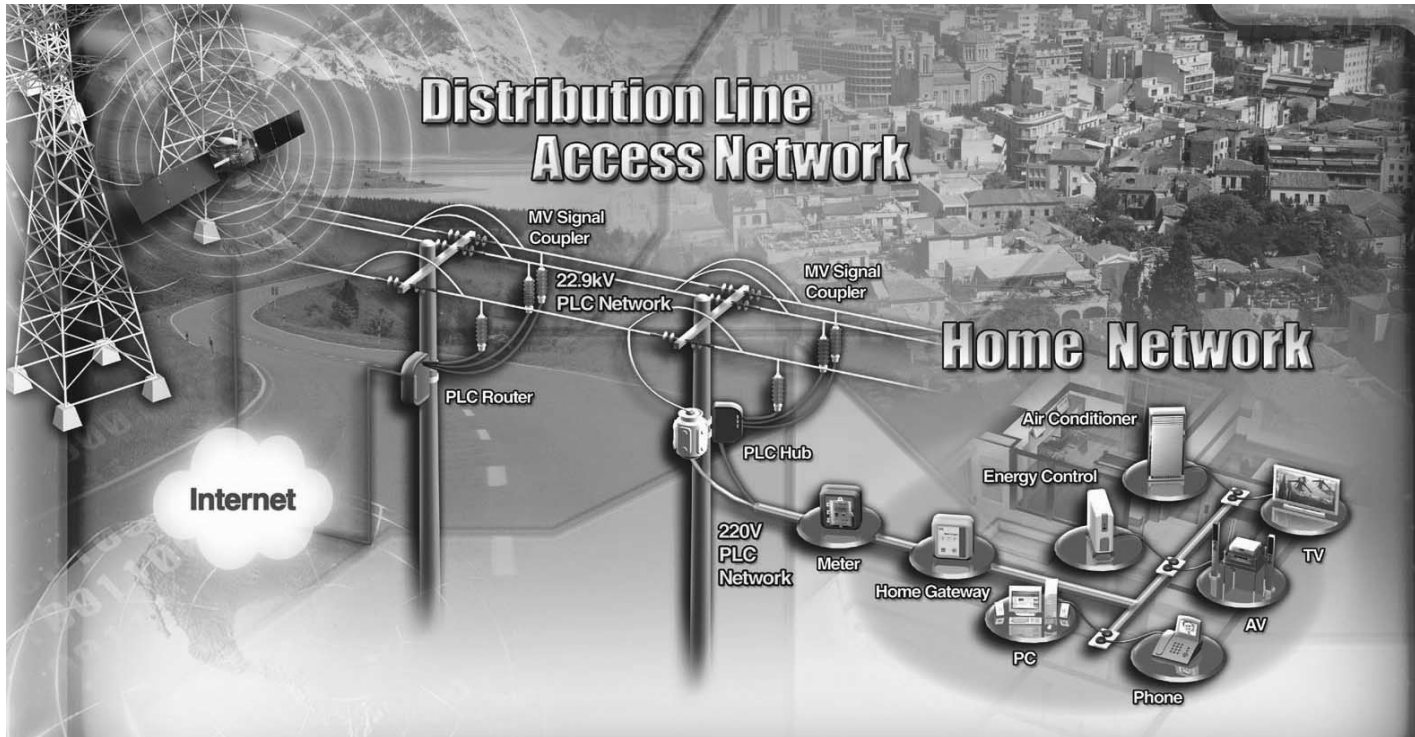 Distribution Line
Access Network
MV Signal
Coupler
22.9kV
PLC Network
MV Signal
Coupler
PLC Router
Home Network
Air Conditioner
PLC Hub
Energy Control
Internet
220V
PLC
Network
Meter
Home Gateway
TV
AV
PC
Phone